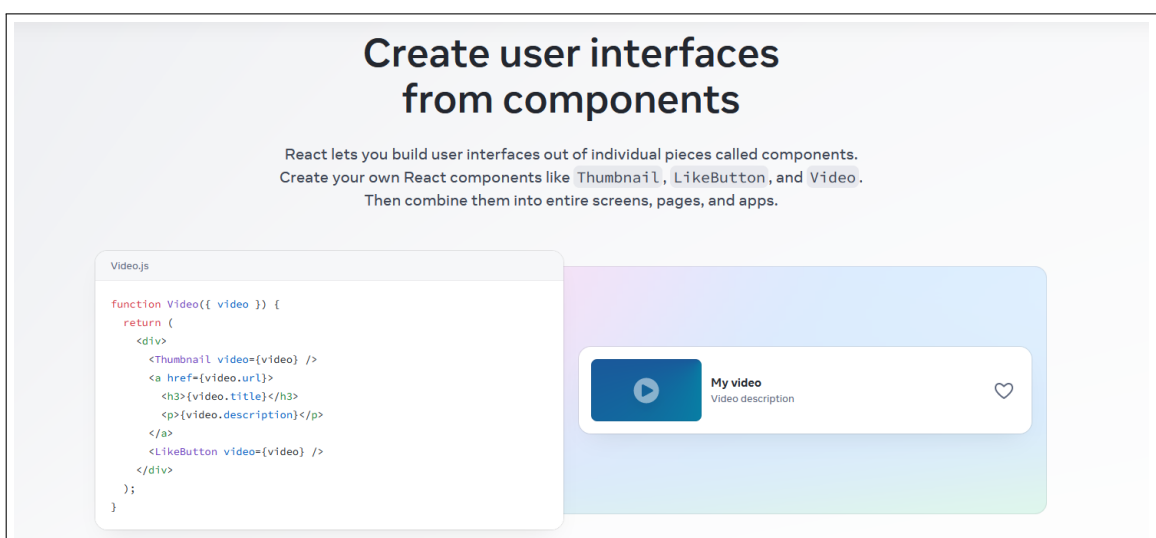 Create user interfaces
from components
React lets you build user interfaces out of individual pieces called components.
Create your own React components like Thumbnail, LikeButton, and Video.
Then combine them into entire screens, pages, and apps.
Video.js
function Video({ video }) {
  return (
    <div>
      <Thumbnail video={video} />
      <a href={video.url}>
        <h3>{video.title}</h3>
        <p>{video.description}</p>
      </a>
      <LikeButton video={video} />
    </div>
  );
}
My video
Video description